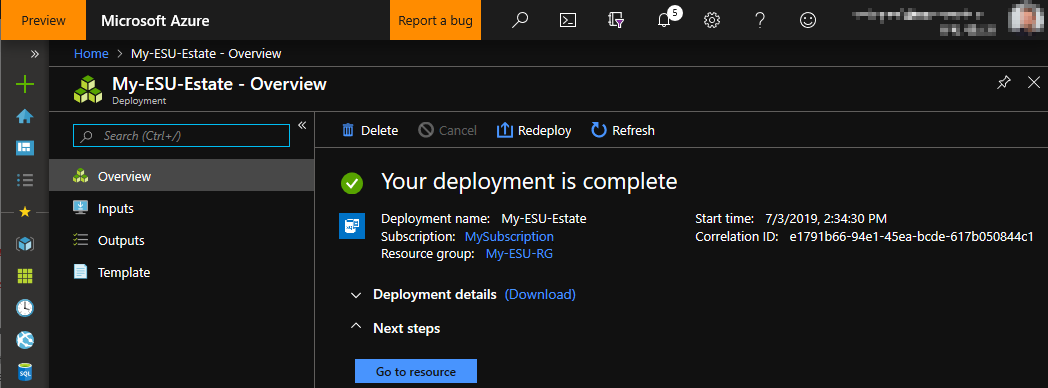 Preview
Microsoft Azure
Report a bug
5
»
Home > My-ESU-Estate - Overview
My-ESU-Estate - Overview
Deployment
Search (Ctrl+/)
«
Delete
Cancel
Redeploy
Refresh
Overview
Inputs
Outputs
Template
Your deployment is complete
Deployment name: My-ESU-Estate
Subscription: MySubscription
Resource group: My-ESU-RG
Start time: 7/3/2019, 2:34:30 PM
Correlation ID: e1791b66-94e1-45ea-bcde-617b050844c1
Deployment details (Download)
Next steps
Go to resource
SQL